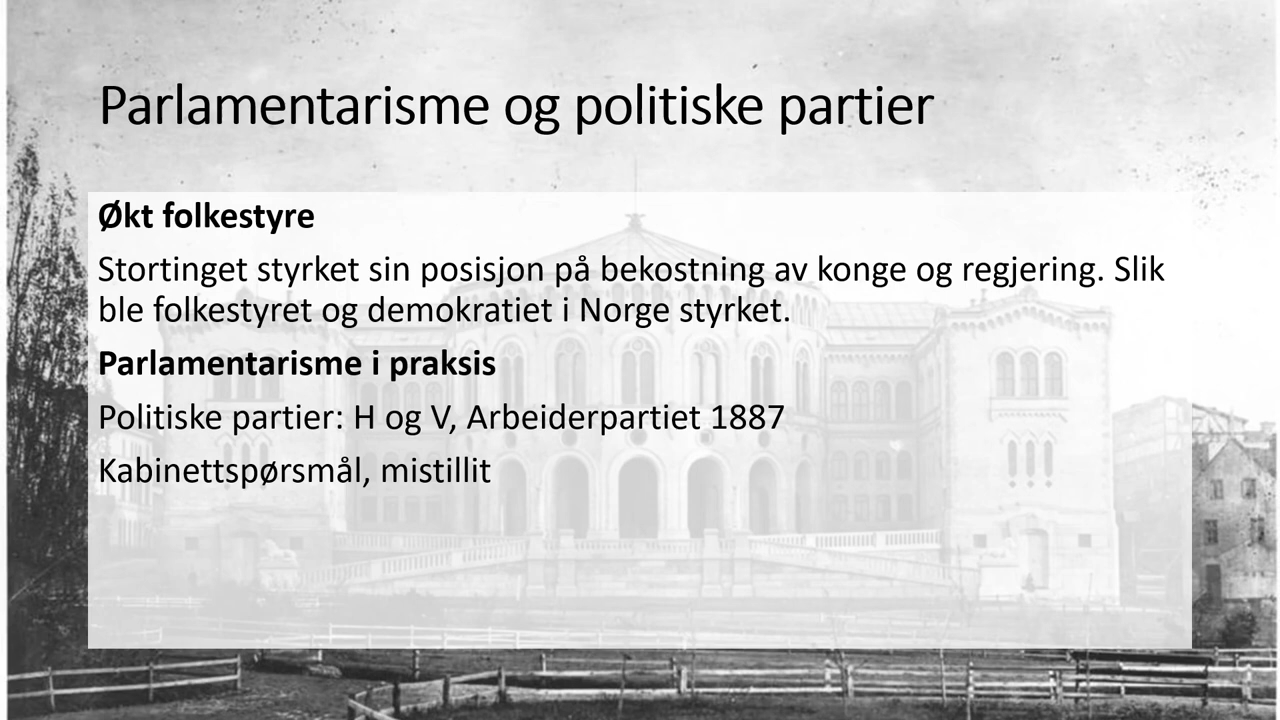 Parlamentarisme og politiske partier
Økt folkestyre
Stortinget styrket sin posisjon på bekostning av konge og regjering. Slik
ble folkestyret og demokratiet i Norge styrket.
Parlamentarisme i praksis
Politiske partier: H og V, Arbeiderpartiet 1887
Kabinettspørsmål, mistillit